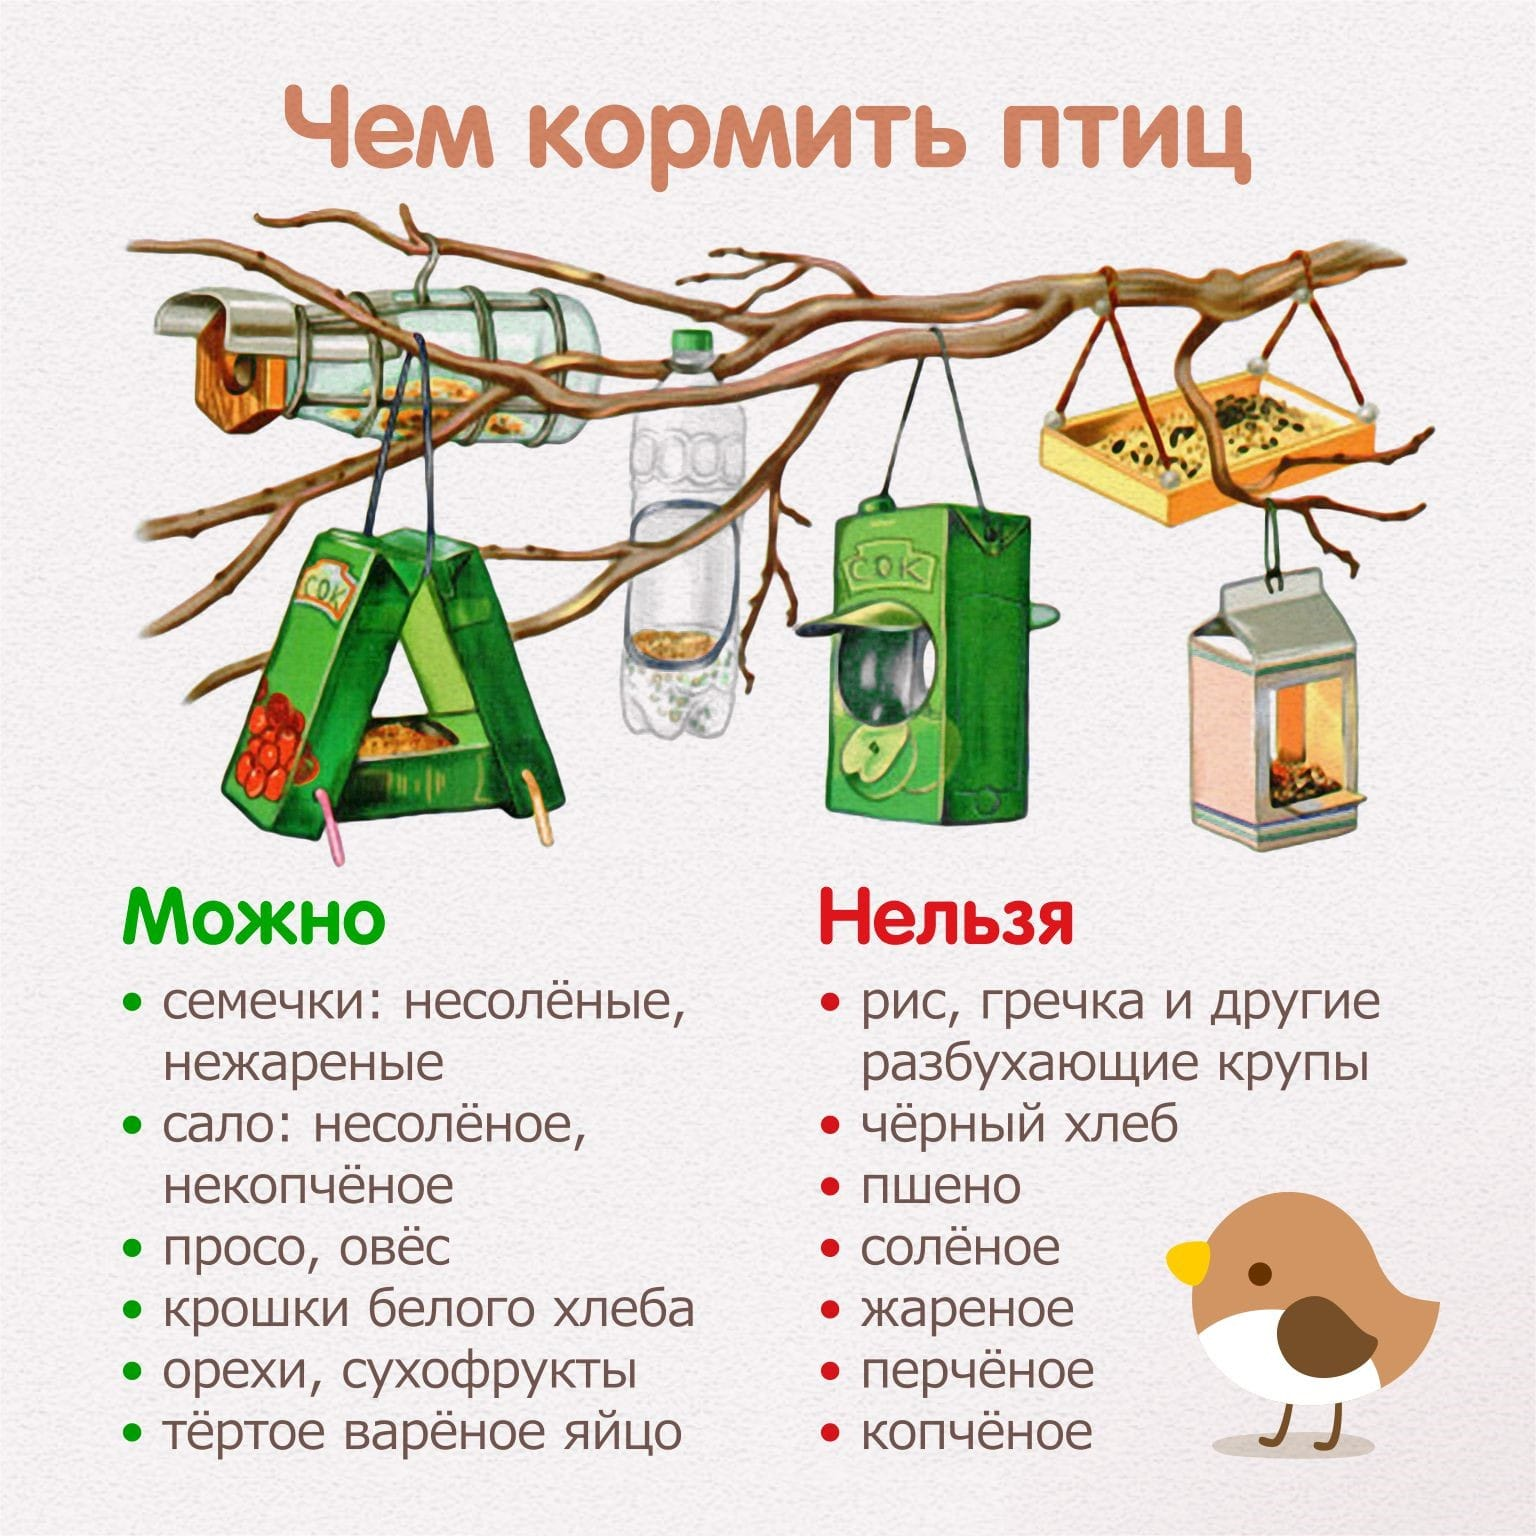 Чем кормить птиц
СОК
СОК
Можно
• семечки: несолёные,
нежареные
• сало: несолёное,
некопчёное
• просо, овёс
• крошки белого хлеба
• орехи, сухофрукты
• тёртое варёное яйцо
Нельзя
• рис, гречка и другие
разбухающие крупы
• чёрный хлеб
• пшено
• солёное
• жареное
• перчёное
• копчёное